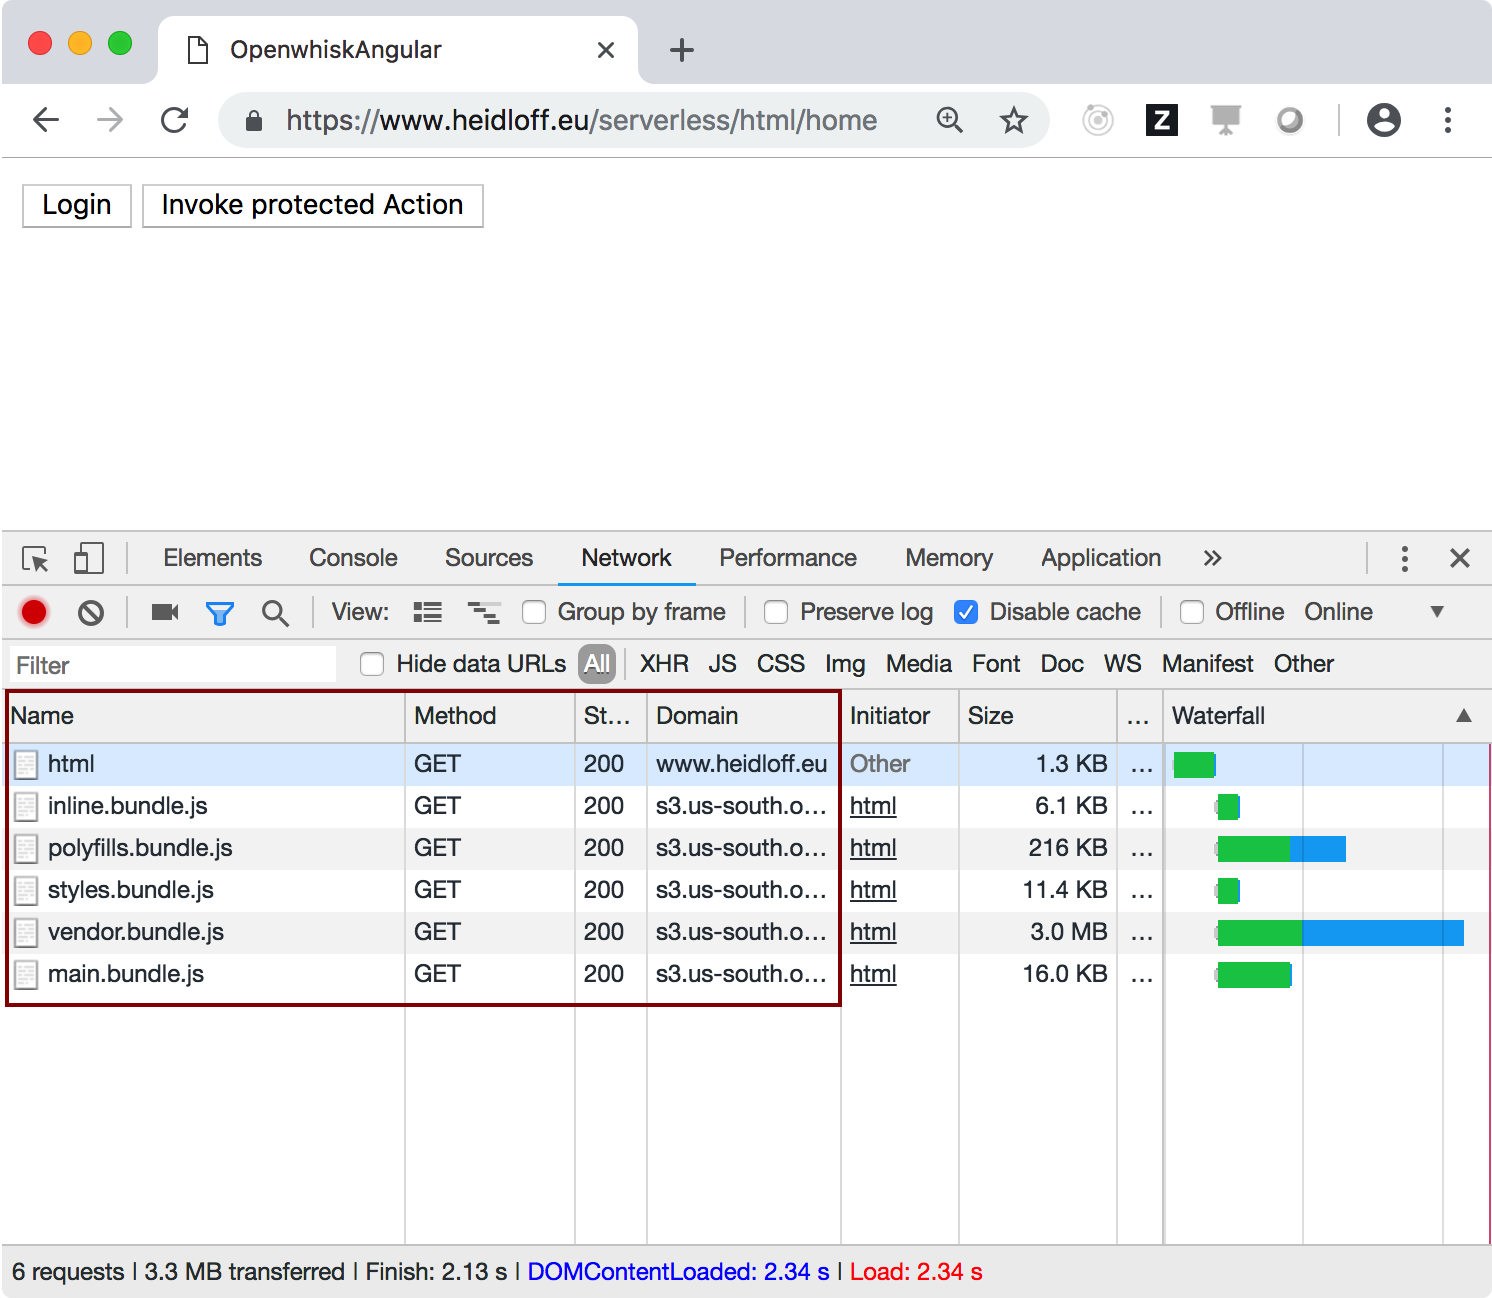 OpenwhiskAngular
https://www.heidloff.eu/serverless/html/home
Z
Login Invoke protected Action
Elements Console Sources Network Performance Memory Application
View: Group by frame Preserve log Disable cache Offline Online
Filter Hide data URLs All XHR JS CSS Img Media Font Doc WS Manifest Other
Name Method St... Domain Initiator Size ... Waterfall
html GET 200 www.heidloff.eu Other 1.3 KB ...
inline.bundle.js GET 200 s3.us-south.o... html 6.1 KB ...
polyfills.bundle.js GET 200 s3.us-south.o... html 216 KB ...
styles.bundle.js GET 200 s3.us-south.o... html 11.4 KB ...
vendor.bundle.js GET 200 s3.us-south.o... html 3.0 MB ...
main.bundle.js GET 200 s3.us-south.o... html 16.0 KB ...
6 requests | 3.3 MB transferred | Finish: 2.13 s | DOMContentLoaded: 2.34 s | Load: 2.34 s